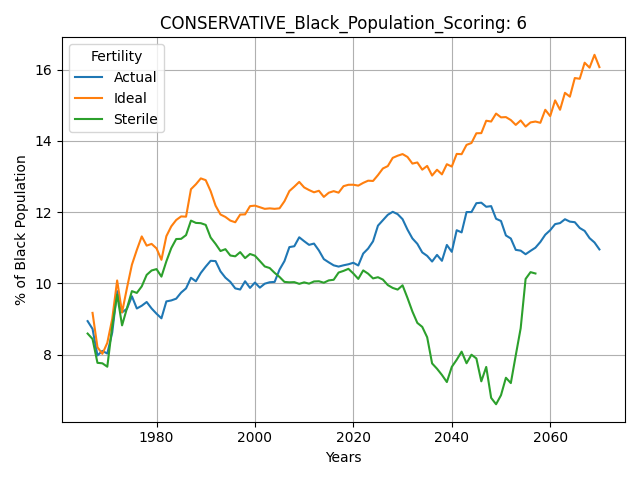 CONSERVATIVE_Black_Population_Scoring: 6
Fertility
Actual
Ideal
Sterile
% of Black Population
16
14
12
10
8
1980 2000 2020 2040 2060
Years